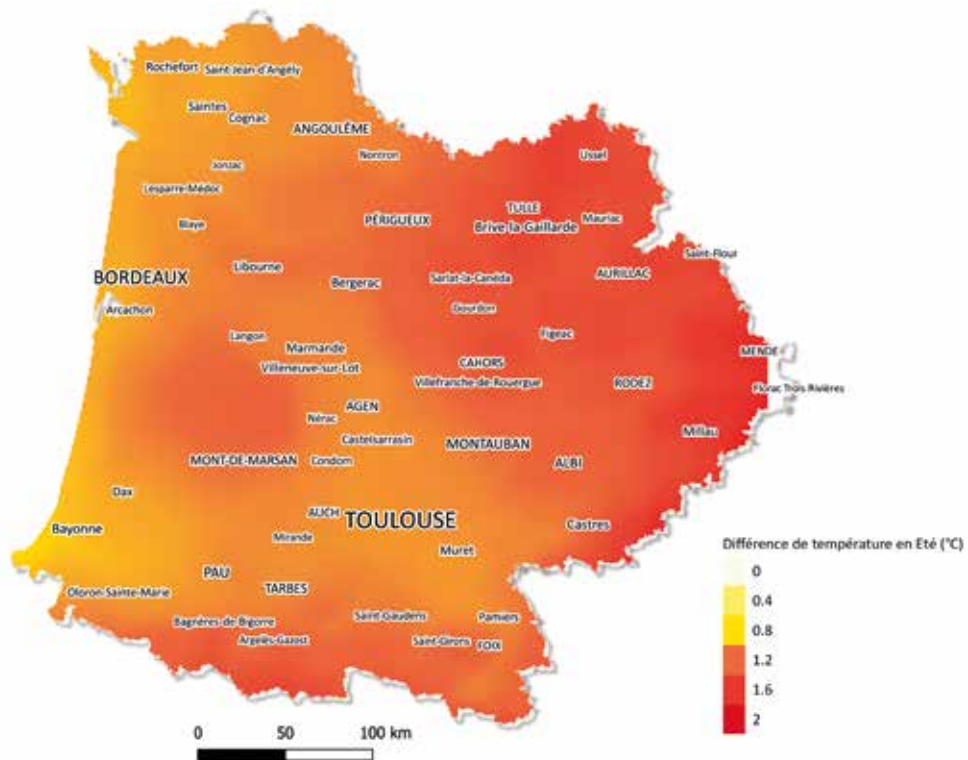 Rochefort
Saint Jean d'Angély
Saintes
Cognac
ANGOULÊME
Nontron
Ussel
Jonzac
Lesparre-Médoc
TULLE
Blaye
PÉRIGUEUX
Brive la Gaillarde
Mauriac
Saint-Flour
BORDEAUX
Libourne
Bergerac
Sarlat-la-Canéda
AURILLAC
Arcachon
Gourdon
Langon
Marmande
Figeac
MENDE
Villeneuve-sur-Lot
CAHORS
Villefranche-de-Rouergue
RODEZ
Florac Trois Rivières
AGEN
Nérac
Millau
Castelsarrasin
MONTAUBAN
MONT-DE-MARSAN
Condom
ALBI
Dax
AUCH
TOULOUSE
Bayonne
Mirande
Castres
Muret
PAU
TARBES
Oloron-Sainte-Marie
Bagnères-de-Bigorre
Saint-Gaudens
Pamiers
Argelès-Gazost
Saint-Girons
FOIX
Différence de température en Eté (°C)
0
0.4
0.8
1.2
1.6
2
0 50 100 km